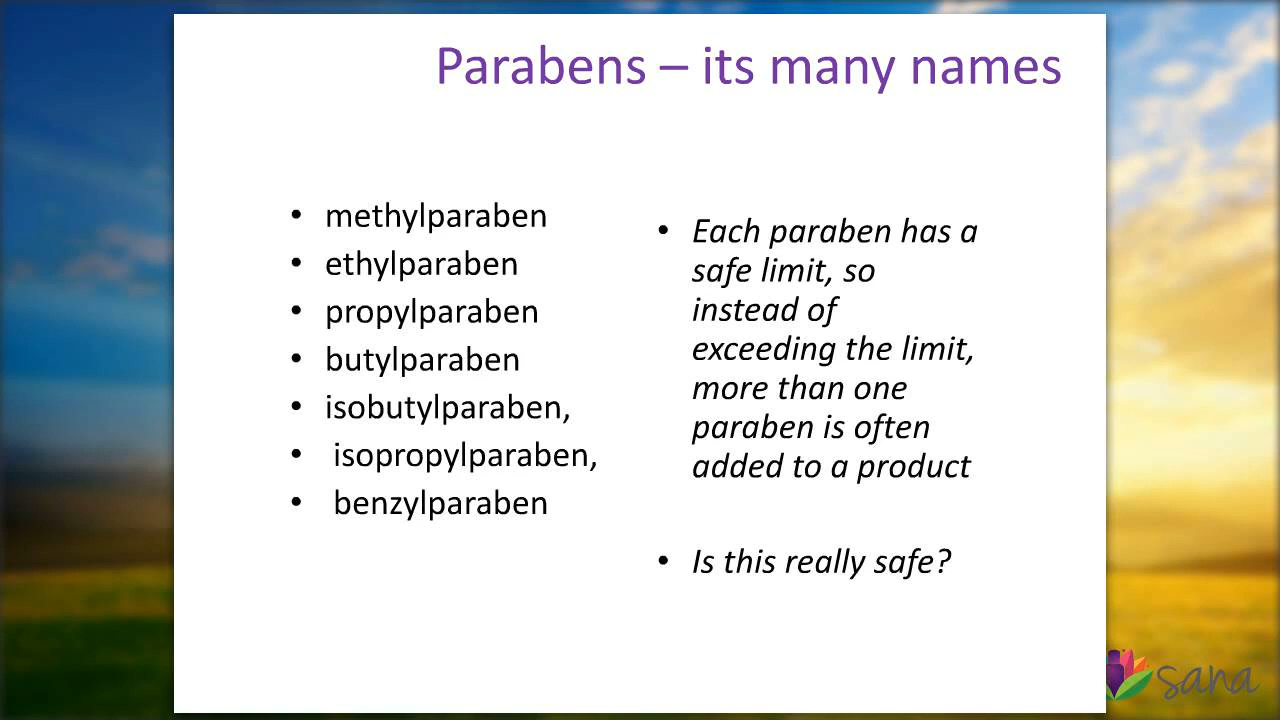 Parabens – its many names
• methylparaben
• ethylparaben
• propylparaben
• butylparaben
• isobutylparaben,
• isopropylparaben,
• benzylparaben
• Each paraben has a
safe limit, so
instead of
exceeding the limit,
more than one
paraben is often
added to a product
• Is this really safe?
sana